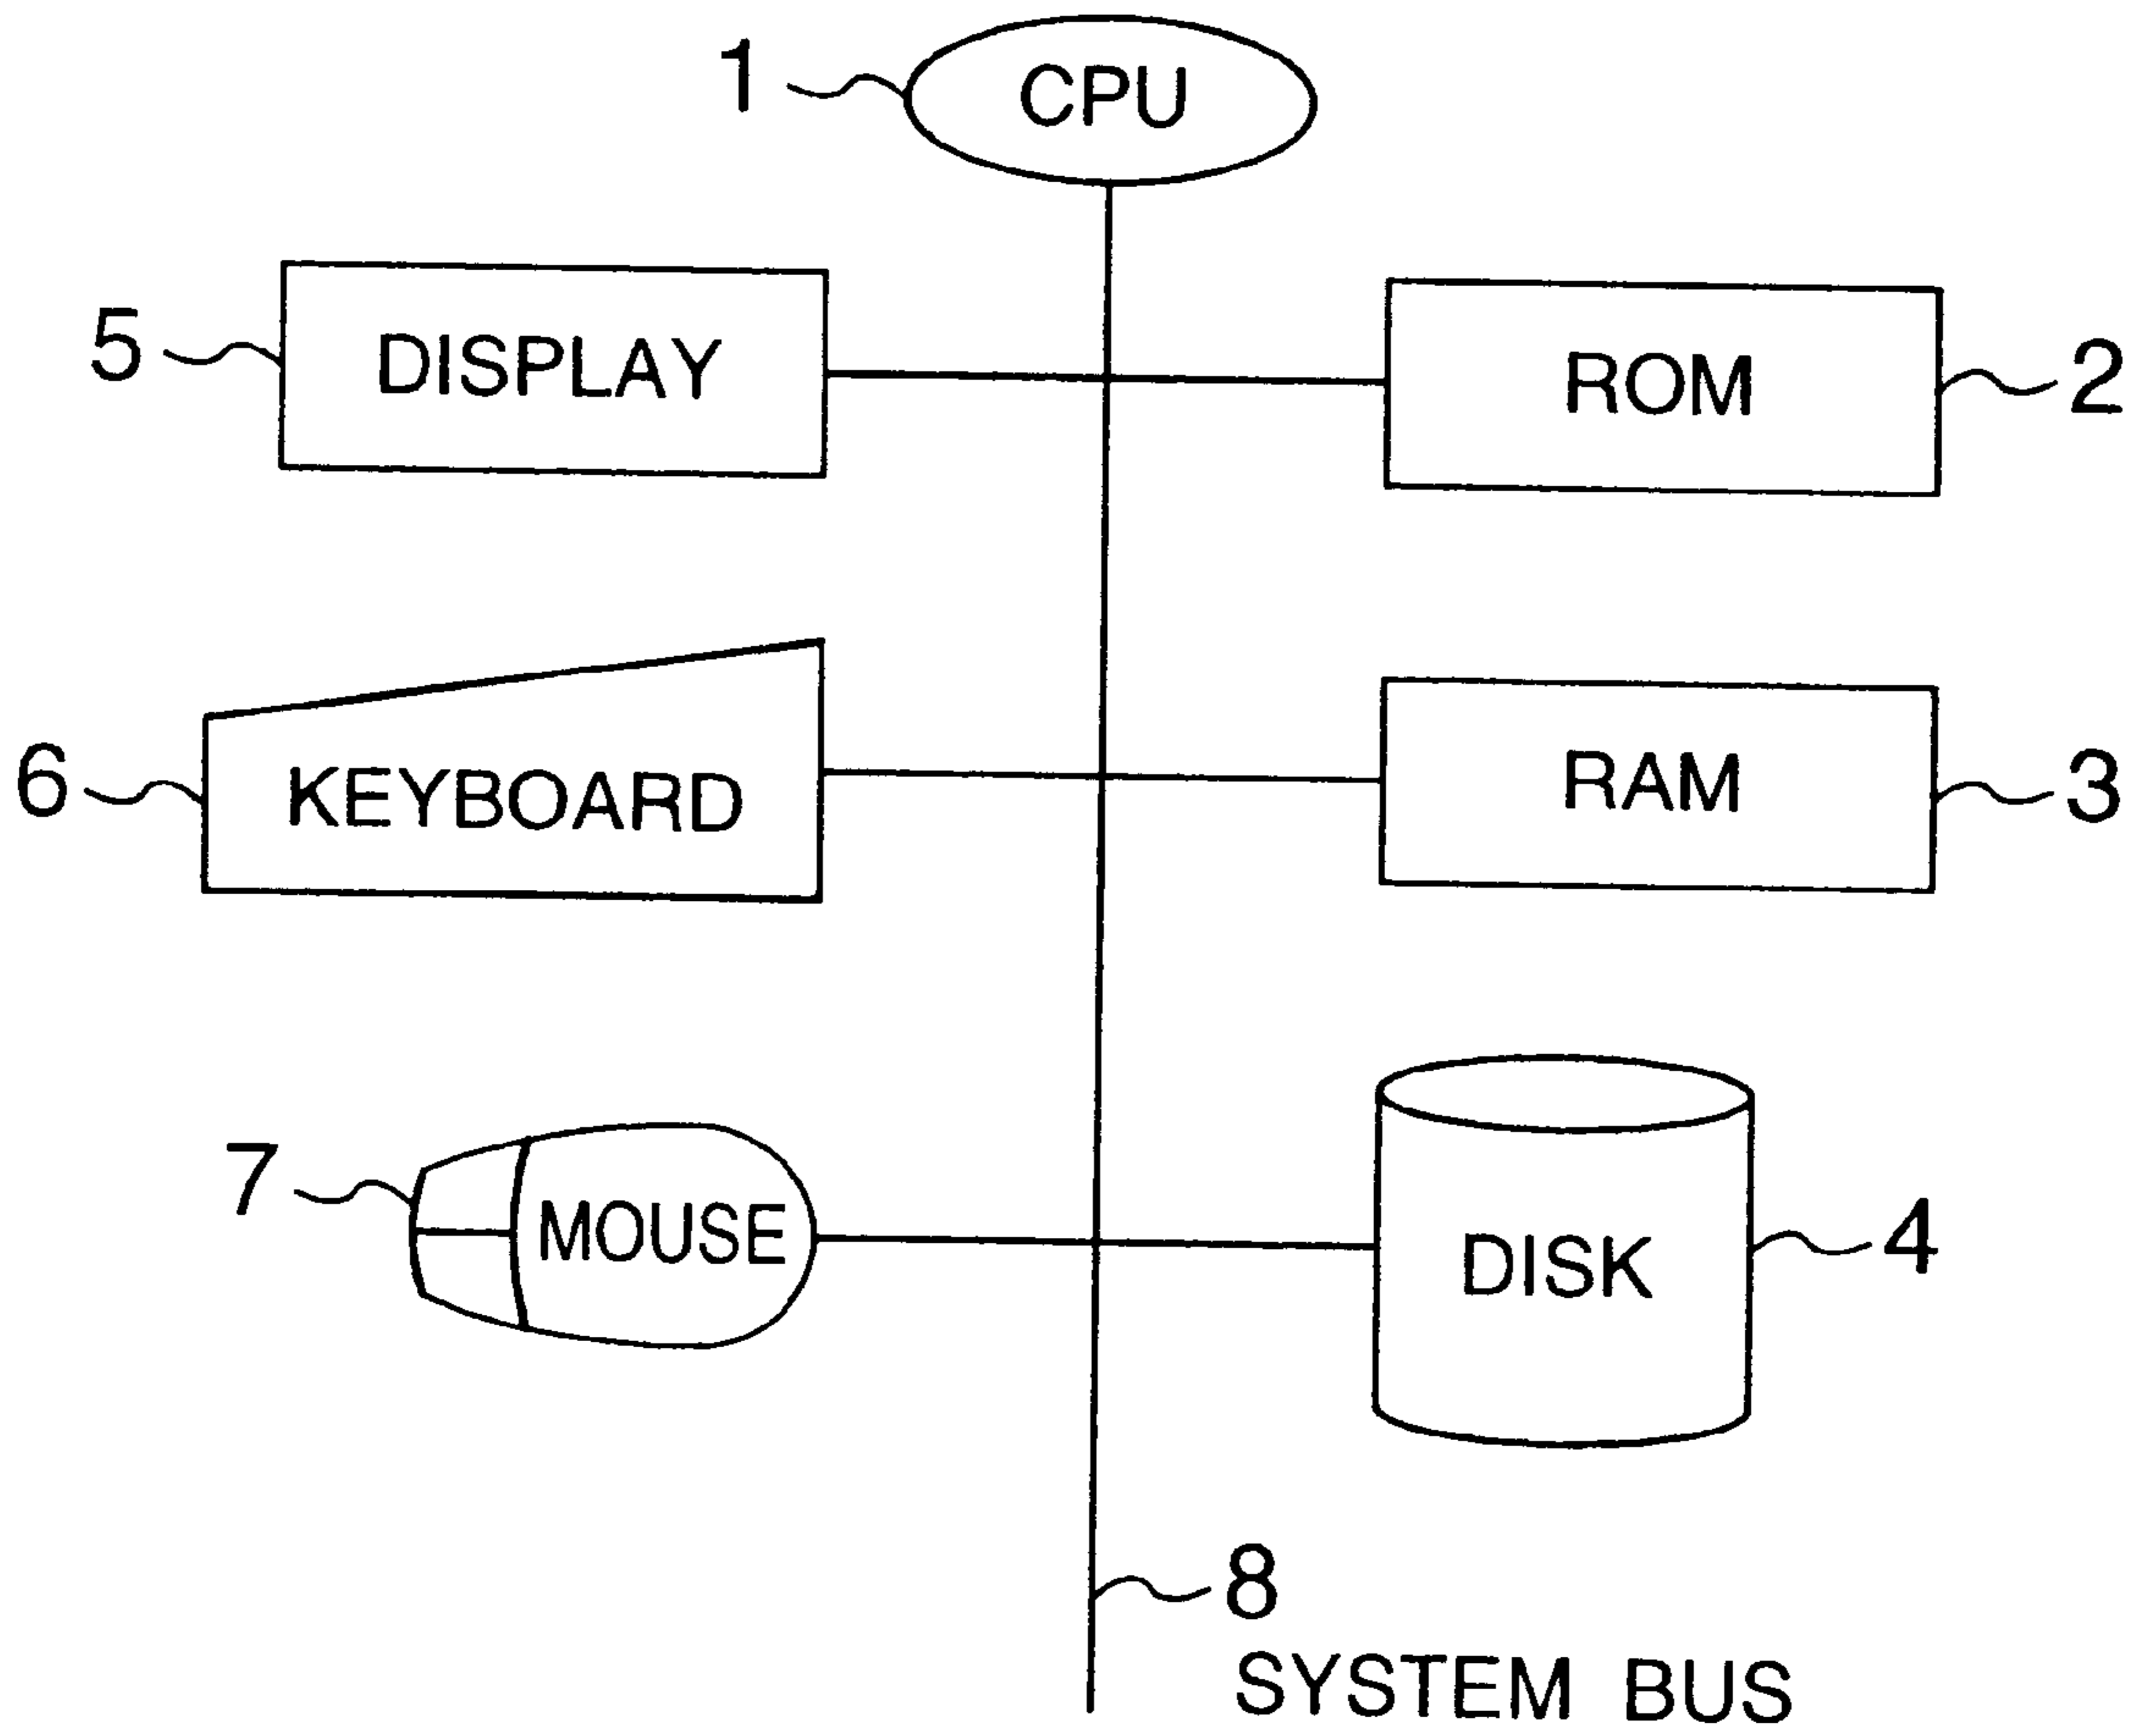 1 CPU
5 DISPLAY
ROM 2
6 KEYBOARD
RAM 3
7 MOUSE
DISK 4
8
SYSTEM BUS